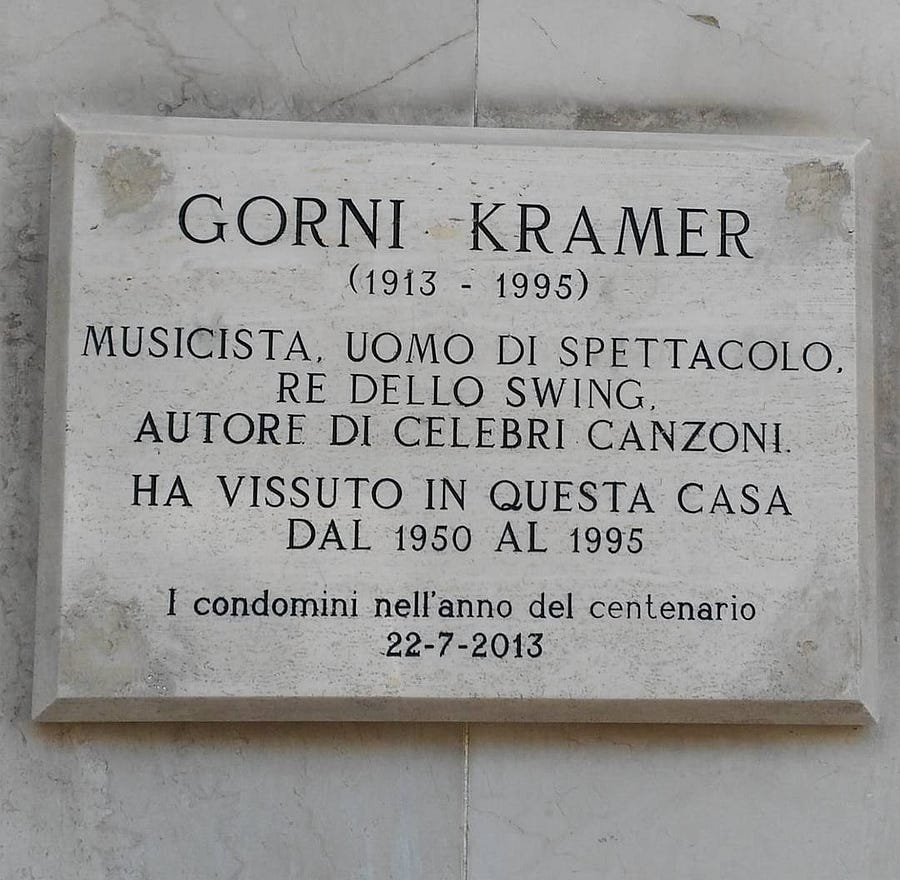 GORNI KRAMER
(1913 - 1995)
MUSICISTA, UOMO DI SPETTACOLO,
RE DELLO SWING,
AUTORE DI CELEBRI CANZONI.
HA VISSUTO IN QUESTA CASA
DAL 1950 AL 1995
I condomini nell'anno del centenario
22-7-2013